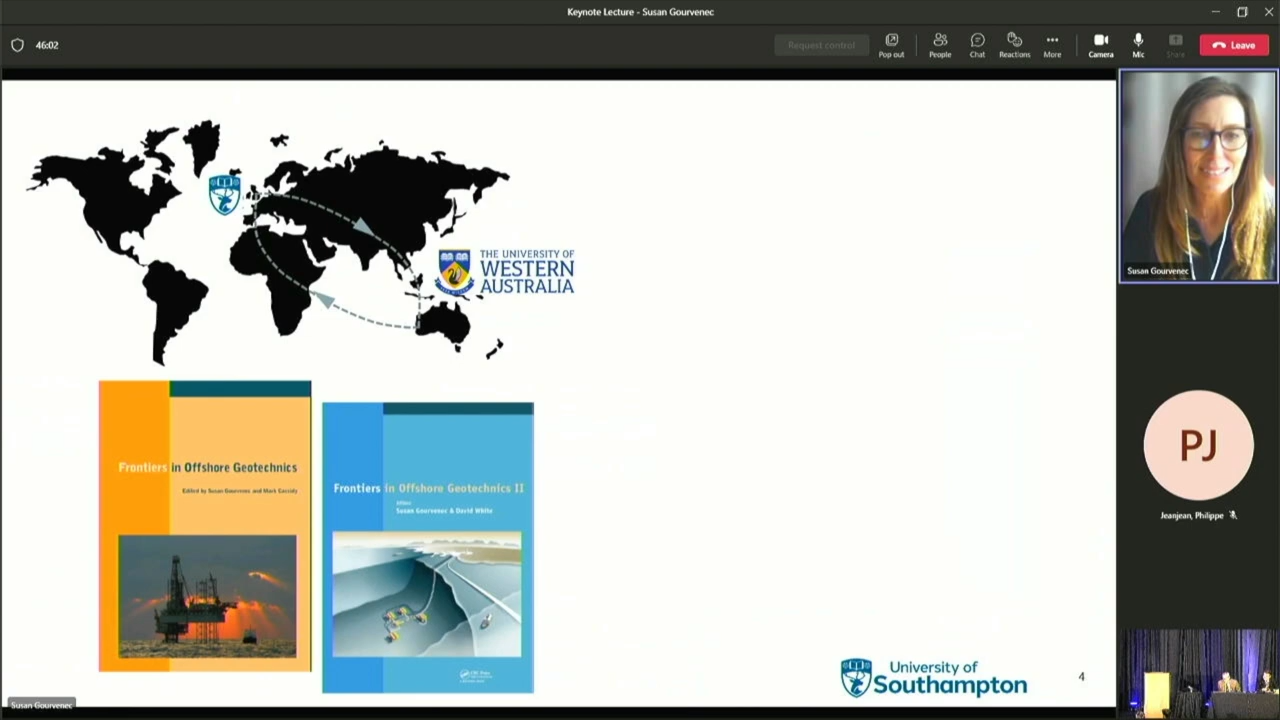 Keynote Lecture - Susan Gourvenec
46:02
Request control
Pop out
People
Chat
Reactions
More
Camera
Mic
Share
Leave
THE UNIVERSITY OF
WESTERN
AUSTRALIA
Susan Gourvenec
Frontiers in Offshore Geotechnics
Edited by Susan Gourvenec and Mark Cassidy
Frontiers in Offshore Geotechnics II
Susan Gourvenec & David White
PJ
Jeanjean, Philippe
University of
Southampton
4
Susan Gourvenec